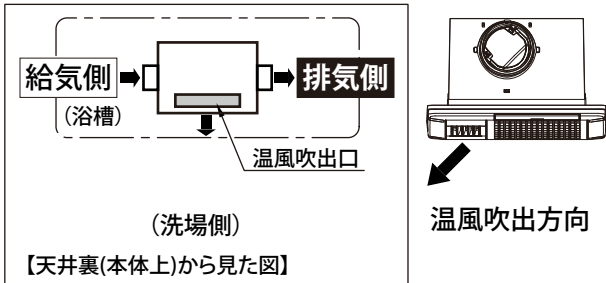 給気側
排気側
(浴槽)
温風吹出口
(洗場側)
【天井裏(本体上)から見た図】
温風吹出方向